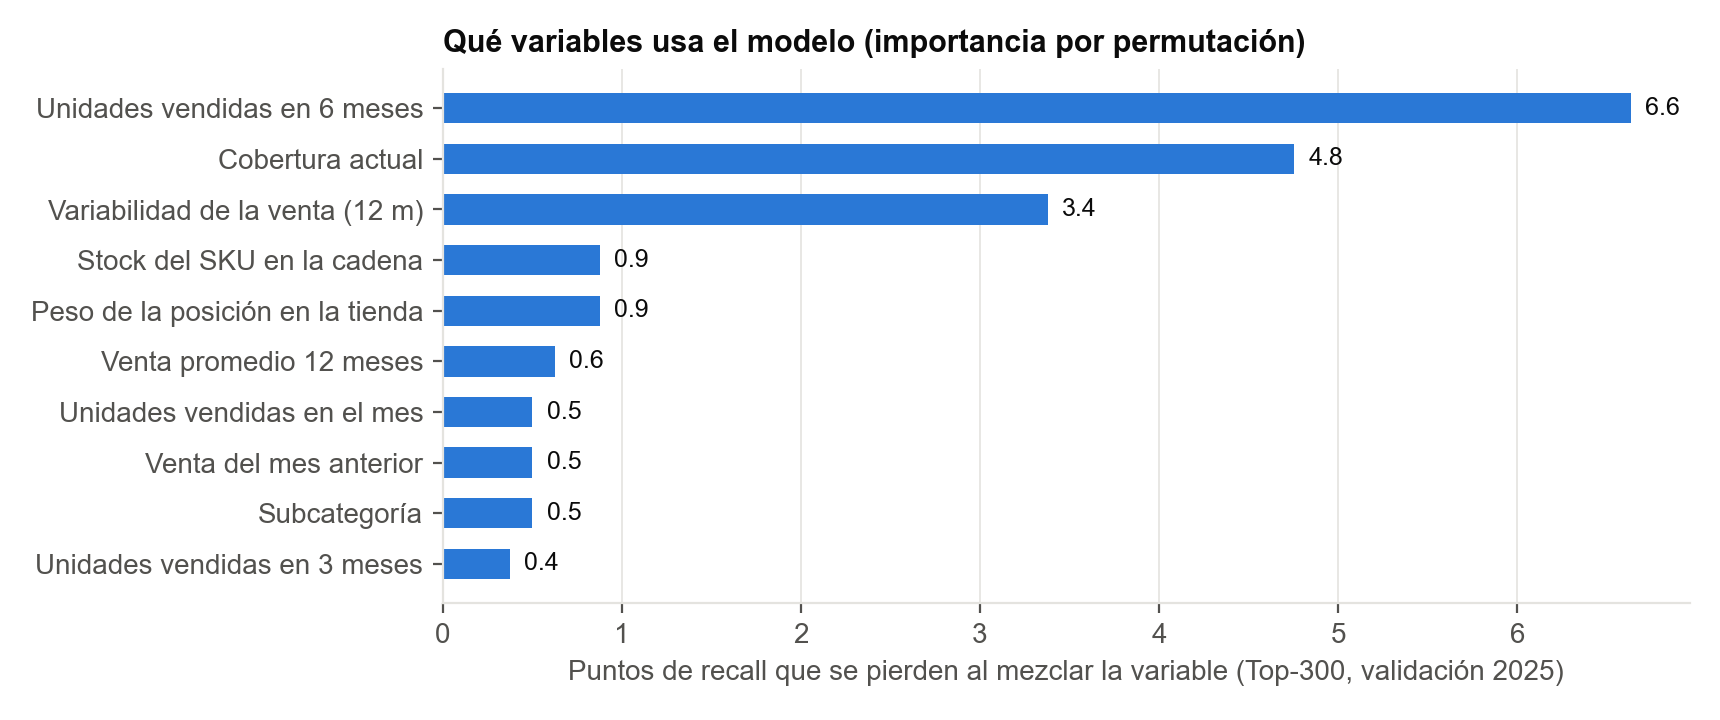 Qué variables usa el modelo (importancia por permutación)
Unidades vendidas en 6 meses 6.6
Cobertura actual 4.8
Variabilidad de la venta (12 m) 3.4
Stock del SKU en la cadena 0.9
Peso de la posición en la tienda 0.9
Venta promedio 12 meses 0.6
Unidades vendidas en el mes 0.5
Venta del mes anterior 0.5
Subcategoría 0.5
Unidades vendidas en 3 meses 0.4
0 1 2 3 4 5 6
Puntos de recall que se pierden al mezclar la variable (Top-300, validación 2025)